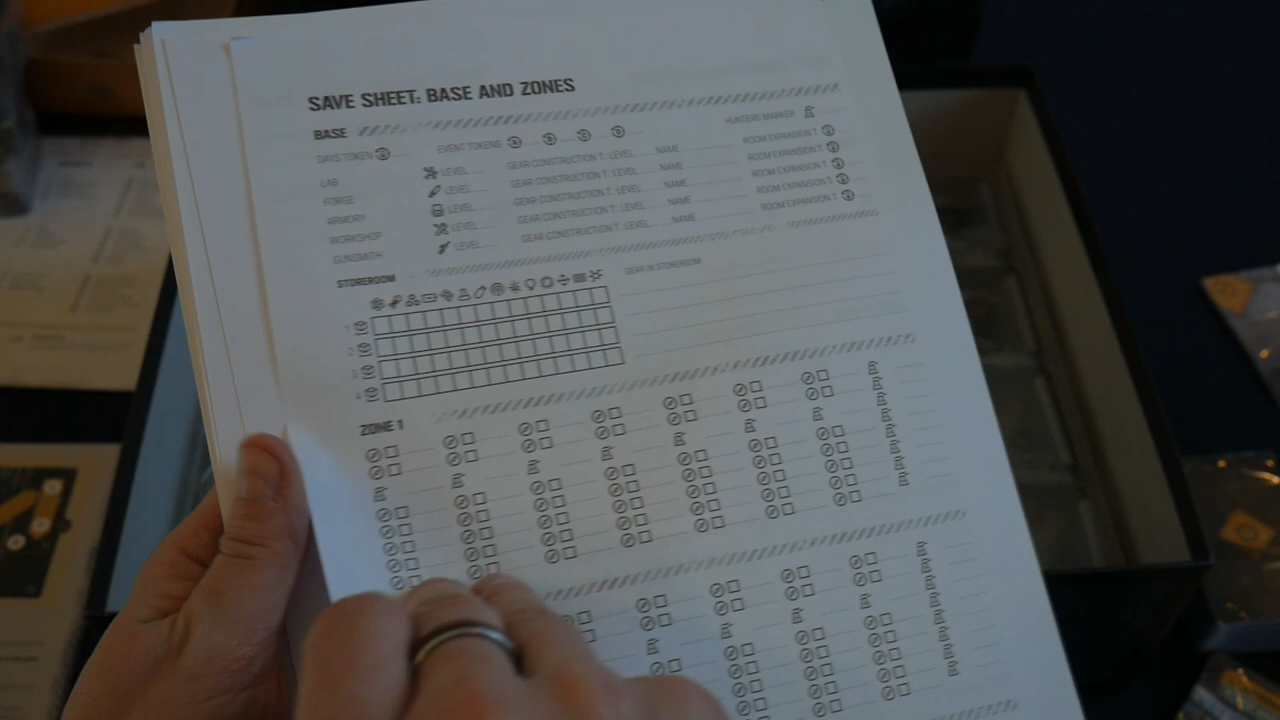 SAVE SHEET: BASE AND ZONES
BASE
DAYS TOKEN EVENT TOKENS HUNTERS MARKER
LAB LEVEL GEAR CONSTRUCTION T.: LEVEL NAME ROOM EXPANSION T.
FORGE LEVEL GEAR CONSTRUCTION T.: LEVEL NAME ROOM EXPANSION T.
ARMORY LEVEL GEAR CONSTRUCTION T.: LEVEL NAME ROOM EXPANSION T.
WORKSHOP LEVEL GEAR CONSTRUCTION T.: LEVEL NAME ROOM EXPANSION T.
GUNSMITH LEVEL GEAR CONSTRUCTION T.: LEVEL NAME ROOM EXPANSION T.
STOREROOM
GEAR IN STOREROOM
1
2
3
4
ZONE 1